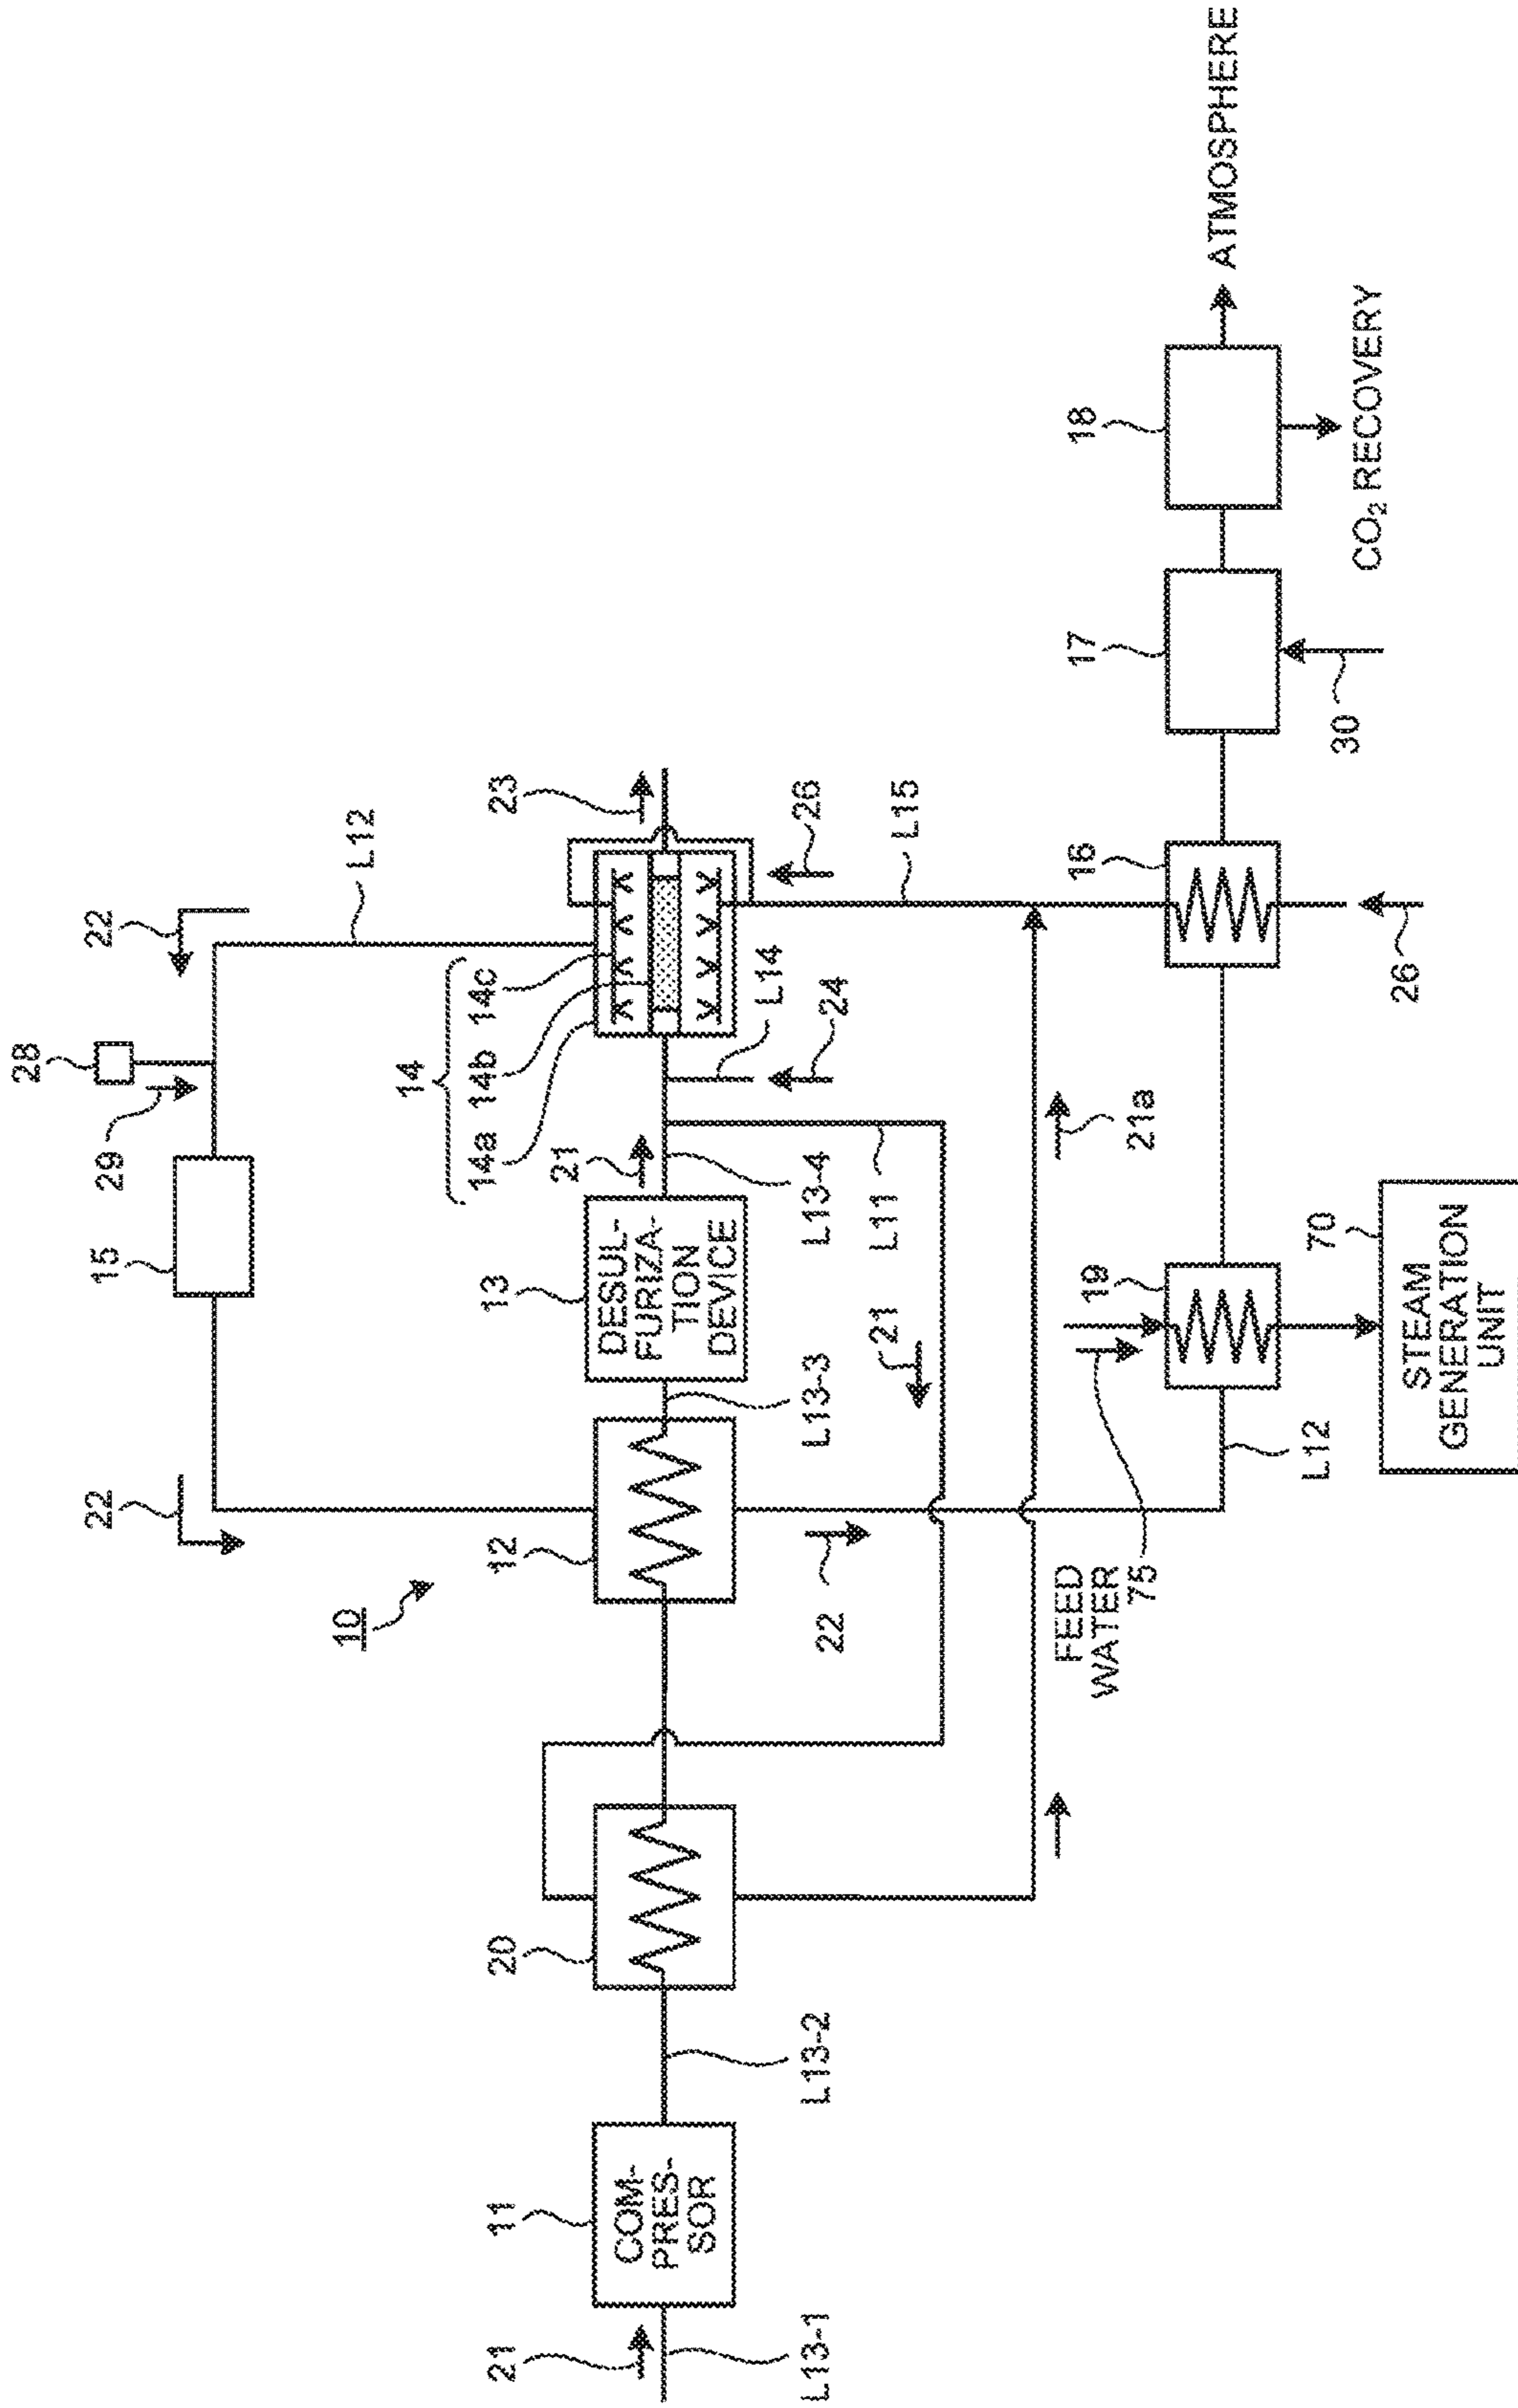 28
29
22
L12
15
22
10
14
14a 14b 14c
23
26
L15
L14
24
21
13
DESUL-
FURIZA-
TION
DEVICE
L13-4
L11
21
L13-3
12
22
20
L13-2
11
COM-
PRES-
SOR
21
L13-1
21a
FEED
WATER
75
19
L12
70
STEAM
GENERATION
UNIT
16
26
17
30
18
CO₂ RECOVERY
ATMOSPHERE